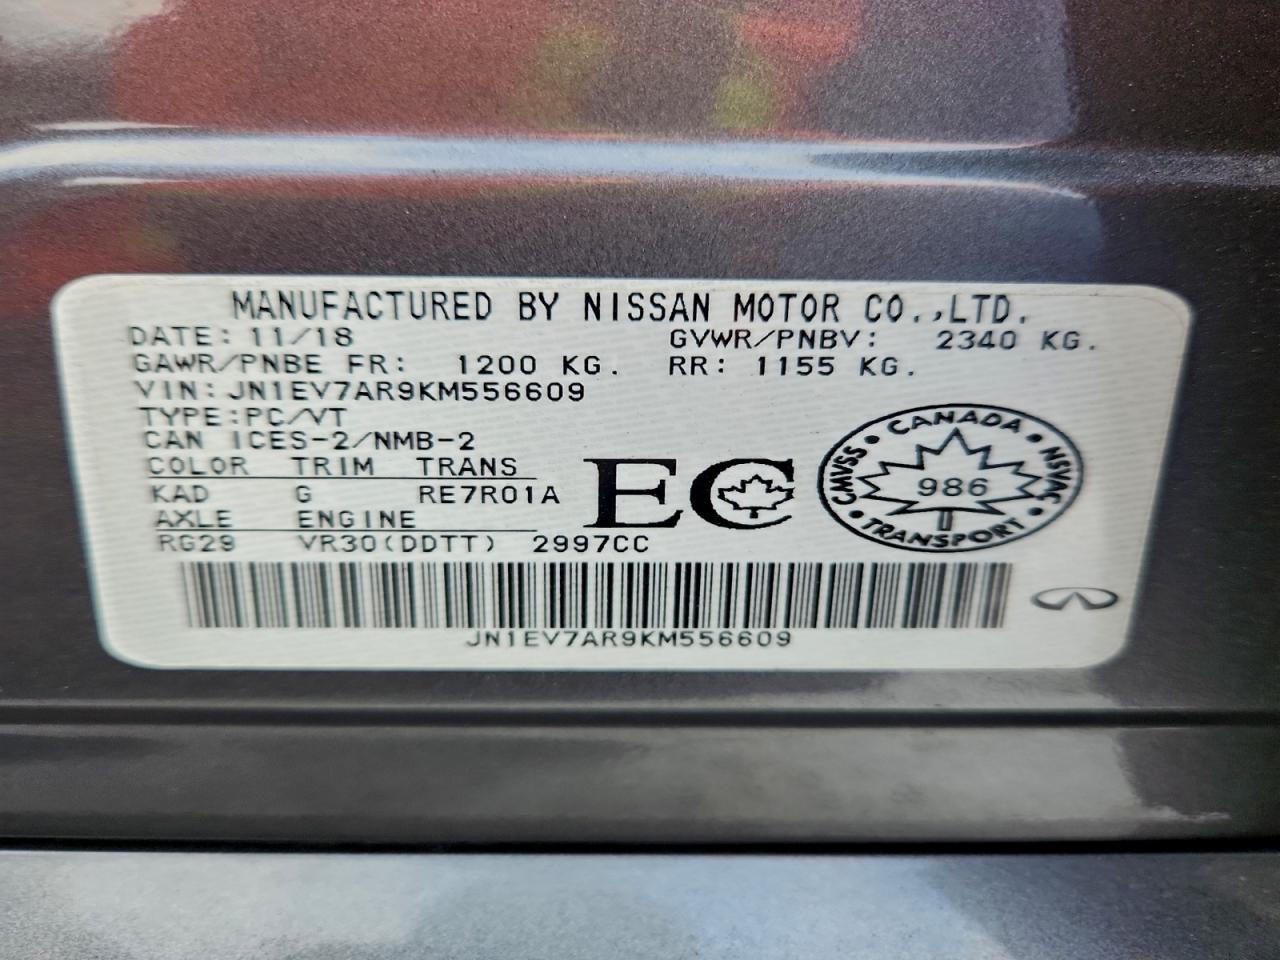 MANUFACTURED BY NISSAN MOTOR CO.,LTD.
DATE: 11/18 GVWR/PNBV: 2340 KG.
GAWR/PNBE FR: 1200 KG. RR: 1155 KG.
VIN: JN1EV7AR9KM556609
TYPE:PC/VT
CAN ICES-2/NMB-2
COLOR TRIM TRANS
KAD G RE7R01A
AXLE ENGINE
RG29 VR30(DDTT) 2997CC
EC
CANADA
CMVSS
986
NSVAC
TRANSPORT
JN1EV7AR9KM556609